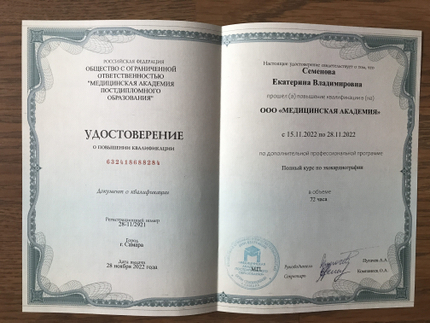 РОССИЙСКАЯ ФЕДЕРАЦИЯ
ОБЩЕСТВО С ОГРАНИЧЕННОЙ
ОТВЕТСТВЕННОСТЬЮ
"МЕДИЦИНСКАЯ АКАДЕМИЯ
ПОСТДИПЛОМНОГО
ОБРАЗОВАНИЯ"
УДОСТОВЕРЕНИЕ
О ПОВЫШЕНИИ КВАЛИФИКАЦИИ
632418608284
Документ о квалификации
Регистрационный номер
28-11/2021
Город
г. Самара
Дата выдачи
28 ноября 2022 года
Настоящее удостоверение свидетельствует о том, что
Семенова
Екатерина Владимировна
прошел (а) повышение квалификации в (на)
ООО «МЕДИЦИНСКАЯ АКАДЕМИЯ»
с 15.11.2022 по 28.11.2022
по дополнительной профессиональной программе
Полный курс по эхокардиографии
в объеме
72 часа
М.П.
Руководитель
Секретарь